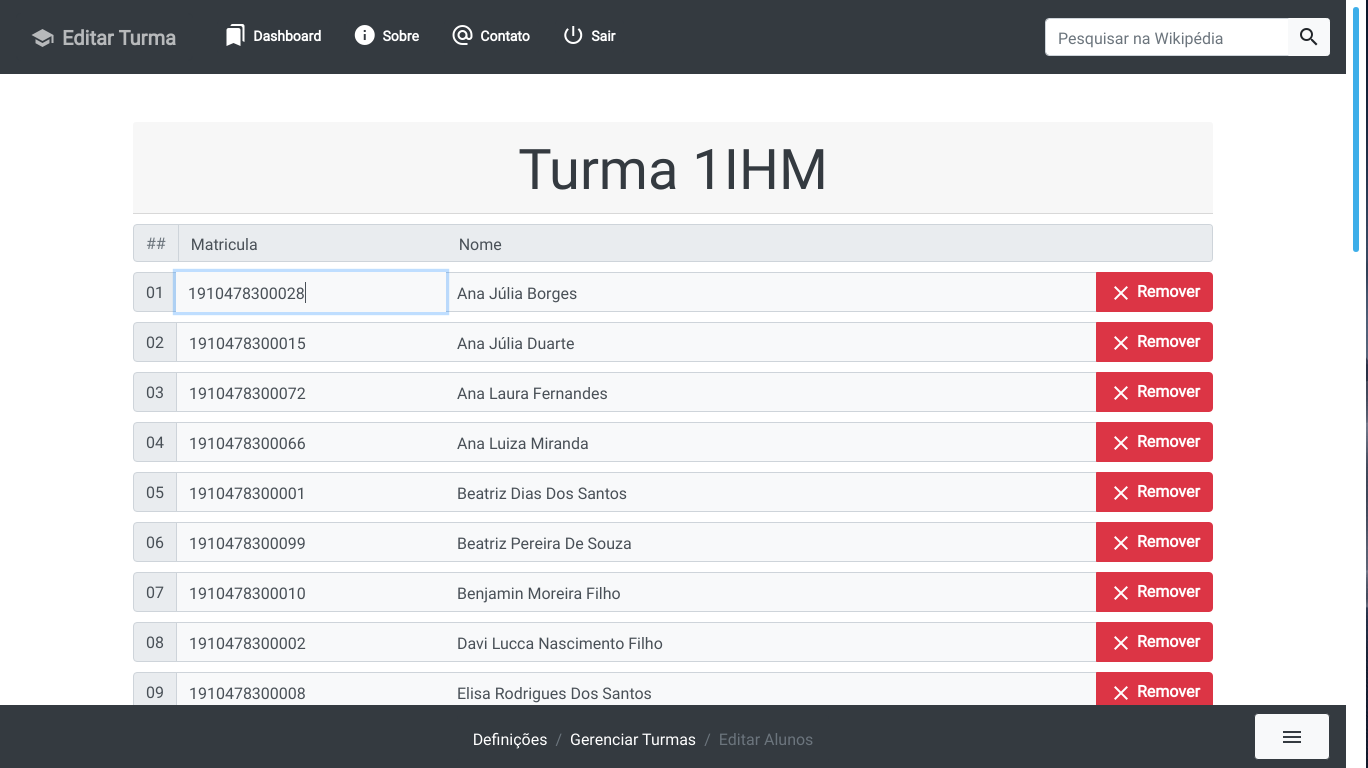 Editar Turma Dashboard Sobre Contato Sair Pesquisar na Wikipédia
Turma 1IHM
## Matricula Nome
01 1910478300028 Ana Júlia Borges Remover
02 1910478300015 Ana Júlia Duarte Remover
03 1910478300072 Ana Laura Fernandes Remover
04 1910478300066 Ana Luiza Miranda Remover
05 1910478300001 Beatriz Dias Dos Santos Remover
06 1910478300099 Beatriz Pereira De Souza Remover
07 1910478300010 Benjamin Moreira Filho Remover
08 1910478300002 Davi Lucca Nascimento Filho Remover
09 1910478300008 Elisa Rodrigues Dos Santos Remover
Definições / Gerenciar Turmas / Editar Alunos